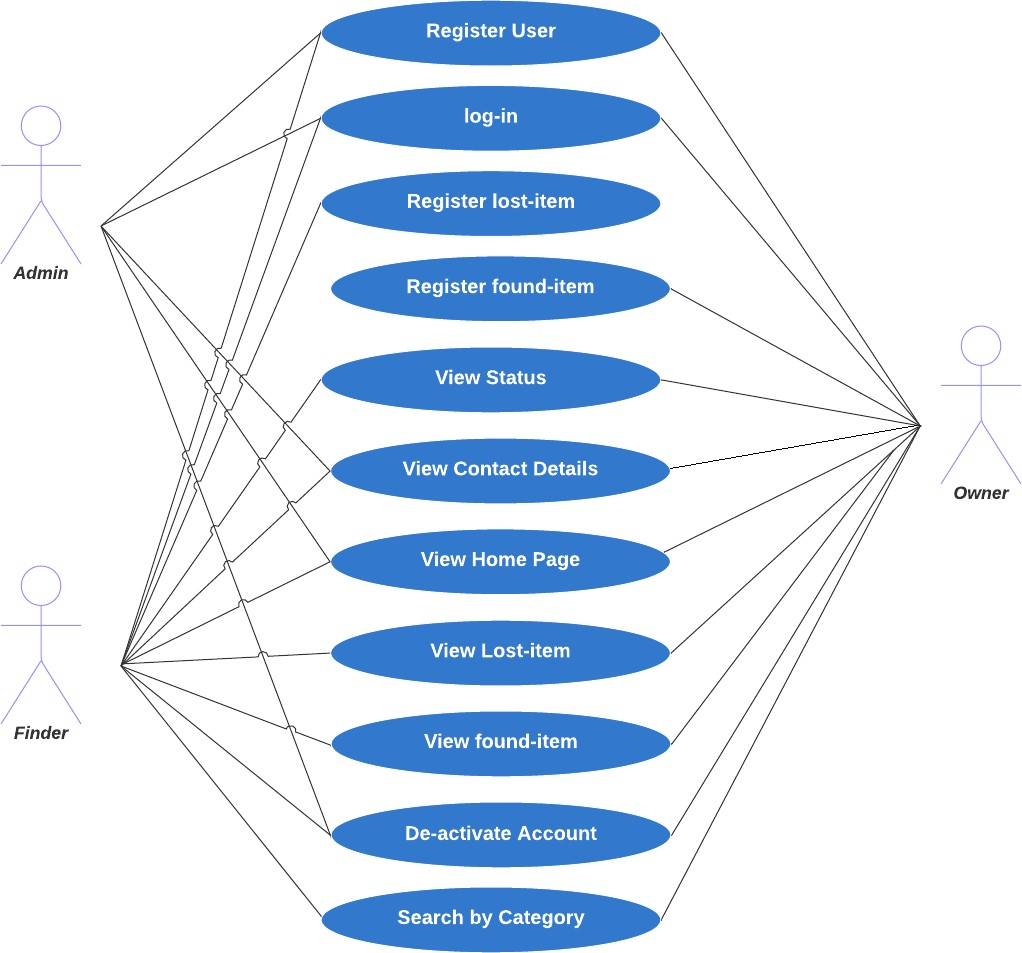 Register User
log-in
Register lost-item
Register found-item
View Status
View Contact Details
View Home Page
View Lost-item
View found-item
De-activate Account
Search by Category
Admin
Finder
Owner